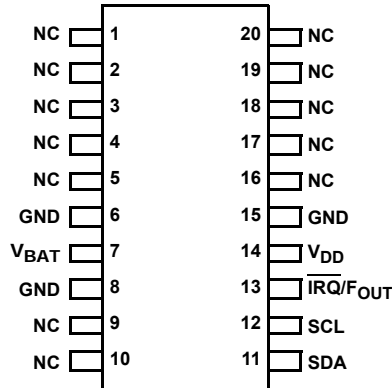 NC 1 20 NC
NC 2 19 NC
NC 3 18 NC
NC 4 17 NC
NC 5 16 NC
GND 6 15 GND
VBAT 7 14 VDD
GND 8 13 IRQ/FOUT
NC 9 12 SCL
NC 10 11 SDA